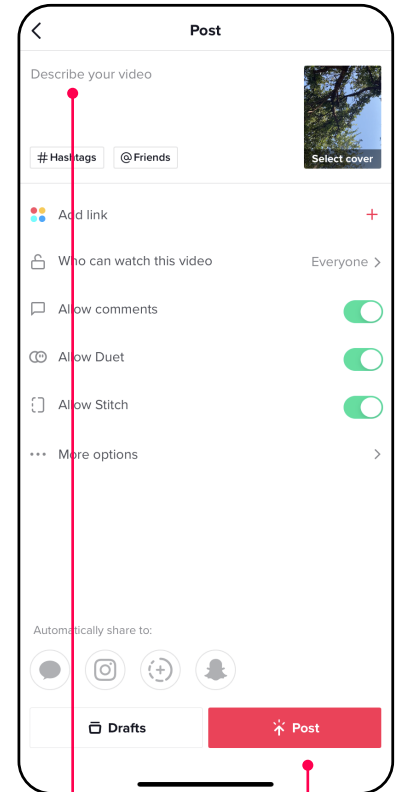 Post
Describe your video
# Hashtags @ Friends
Select cover
Add link
Who can watch this video Everyone
Allow comments
Allow Duet
Allow Stitch
More options
Automatically share to:
Drafts Post